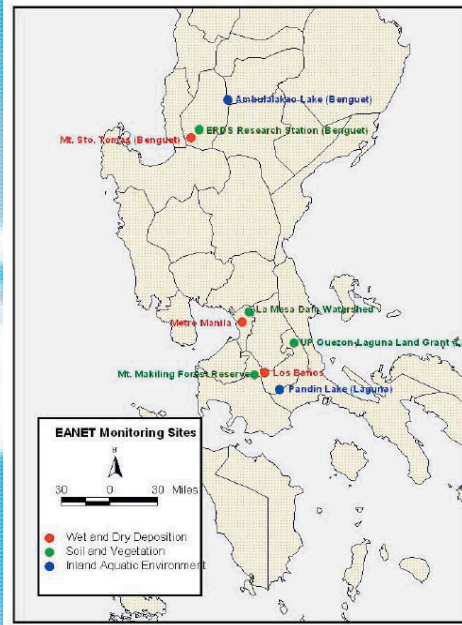 Ambulalakao Lake (Benguet)
ERDS Research Station (Benguet)
Mt. Sto. Tomas (Benguet)
La Mesa Dam Watershed
Metro Manila
UP Quezon-Laguna Land Grant
Los Baños
Mt. Makiling Forest Reserve
Pandin Lake (Laguna)
EANET Monitoring Sites
N
30 0 30 Miles
Wet and Dry Deposition
Soil and Vegetation
Inland Aquatic Environment